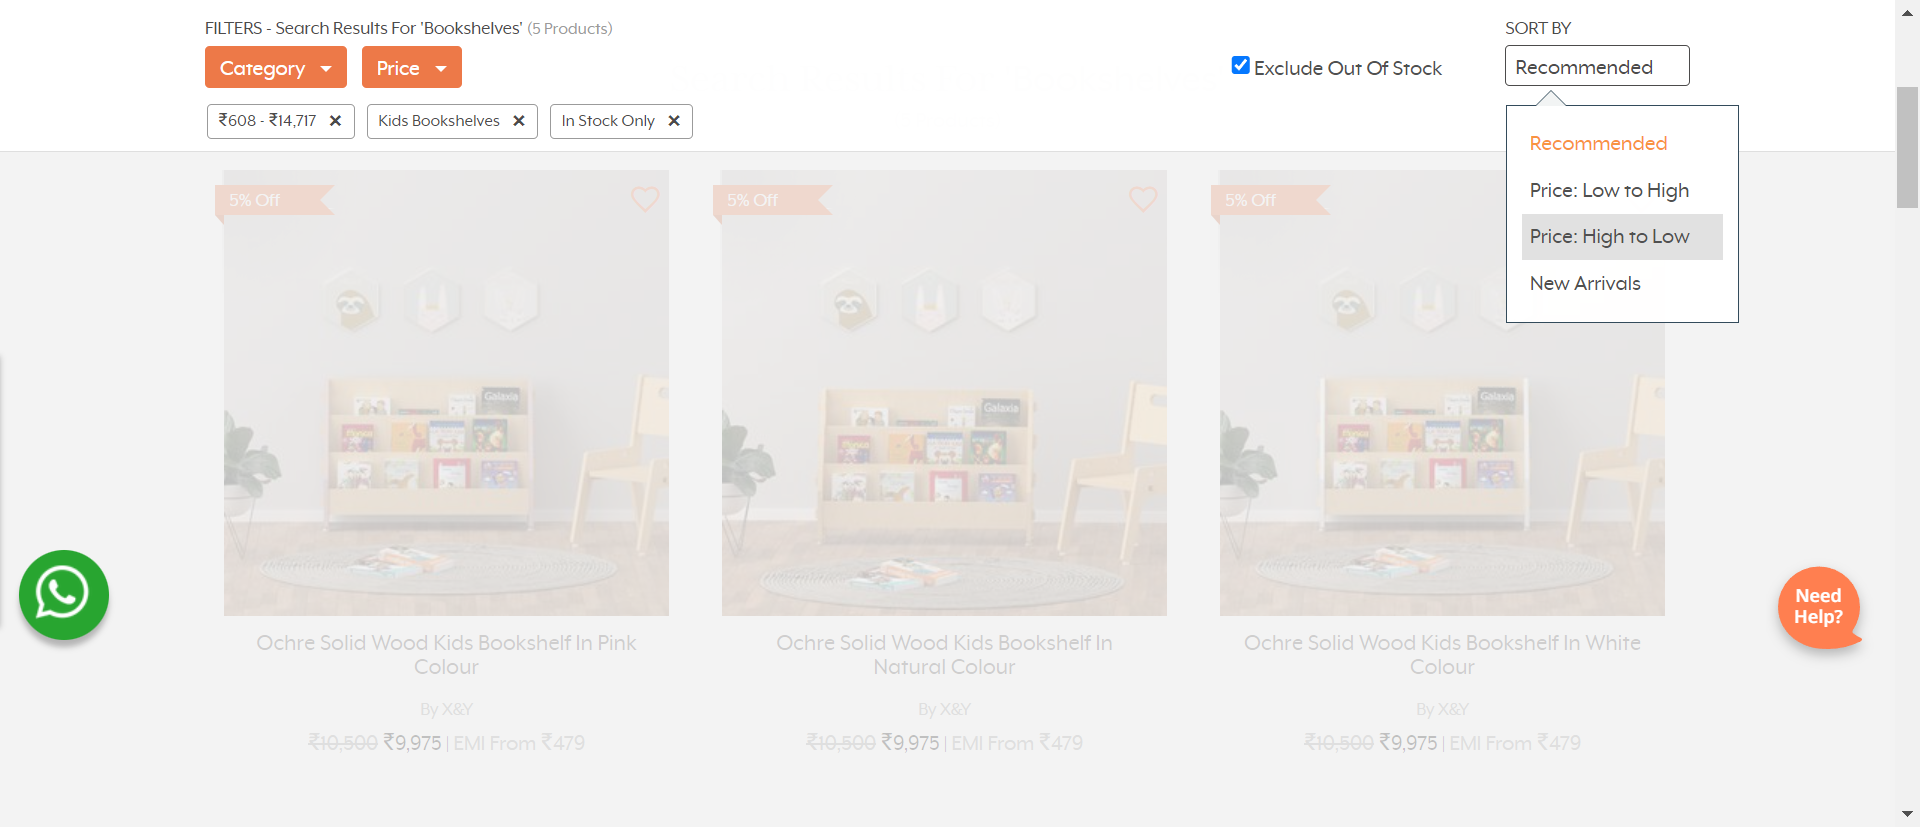 FILTERS - Search Results For 'Bookshelves' (5 Products)
SORT BY
Category
Price
Exclude Out Of Stock
Recommended
₹608 - ₹14,717 ✕
Kids Bookshelves ✕
In Stock Only ✕
Recommended
Price: Low to High
Price: High to Low
New Arrivals
5% Off
5% Off
5% Off
Galaxia
Galaxia
Galaxia
Need
Help?
Ochre Solid Wood Kids Bookshelf In Pink
Colour
By X&Y
₹10,500 ₹9,975 | EMI From ₹479
Ochre Solid Wood Kids Bookshelf In
Natural Colour
By X&Y
₹10,500 ₹9,975 | EMI From ₹479
Ochre Solid Wood Kids Bookshelf In White
Colour
By X&Y
₹10,500 ₹9,975 | EMI From ₹479